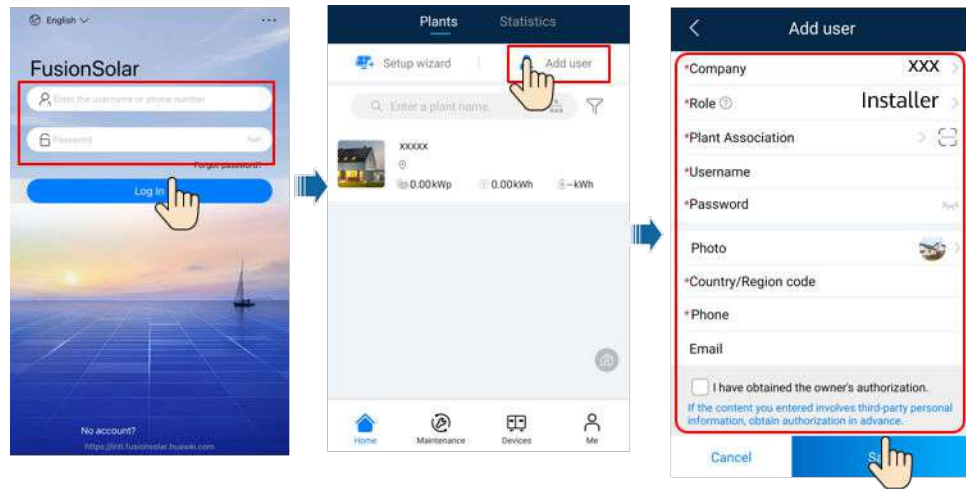 English
FusionSolar
Enter the username or phone number
Password
Forgot password?
Log In
No account?
https://intl.fusionsolar.huawei.com
Plants Statistics
Setup wizard Add user
Enter a plant name.
xxxxx
0.00kWp 0.00kWh –kWh
Home Maintenance Devices Me
Add user
*Company XXX
*Role Installer
*Plant Association
*Username
*Password
Photo
*Country/Region code
*Phone
Email
I have obtained the owner's authorization.
If the content you entered involves third-party personal
information, obtain authorization in advance.
Cancel